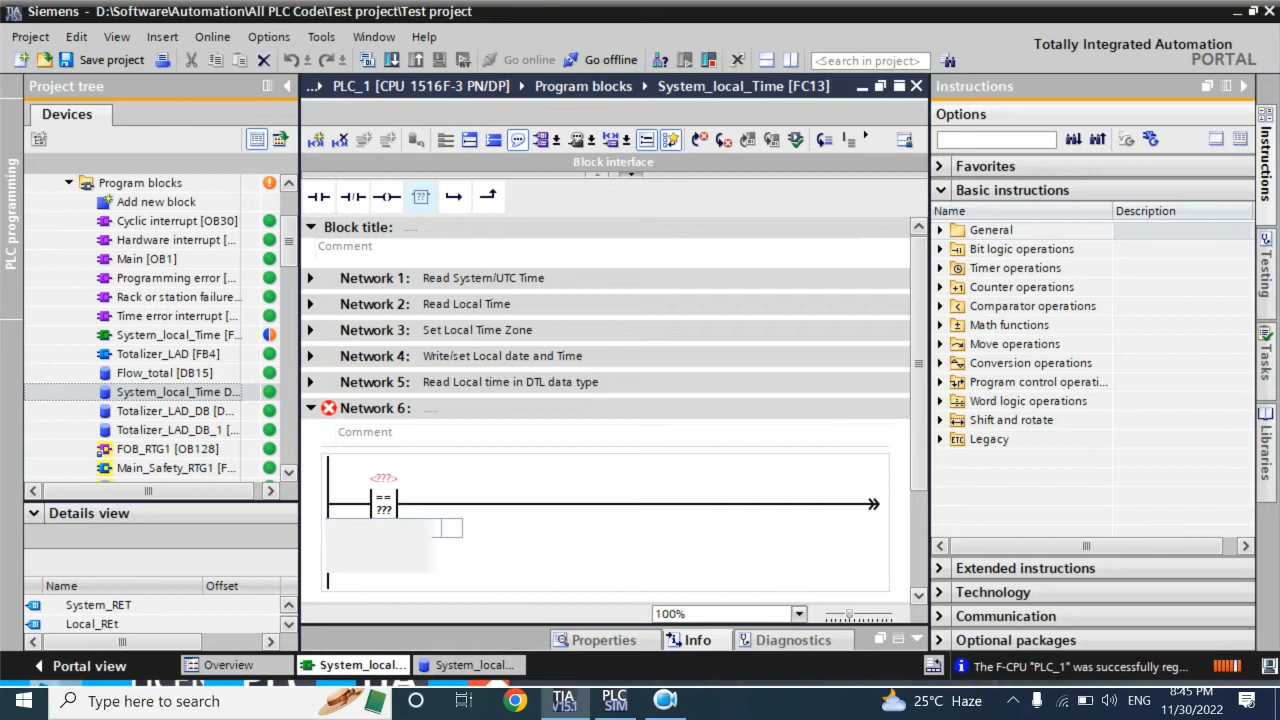 Siemens - D:\Software\Automation\All PLC Code\Test project\Test project
Project Edit View Insert Online Options Tools Window Help
Totally Integrated Automation
PORTAL
Save project
Go online
Go offline
<Search in project>
Project tree
...› PLC_1 [CPU 1516F-3 PN/DP] › Program blocks › System_local_Time [FC13]
Instructions
Devices
Options
Block interface
PLC programming
Program blocks
Add new block
Cyclic interrupt [OB30]
Hardware interrupt [...
Main [OB1]
Programming error [...
Rack or station failure...
Time error interrupt [...
System_local_Time [F...
Totalizer_LAD [FB4]
Flow_total [DB15]
System_local_Time D...
Totalizer_LAD_DB [D...
Totalizer_LAD_DB_1 [...
FOB_RTG1 [OB128]
Main_Safety_RTG1 [F...
Details view
Name Offset
System_RET
Local_REt
??
Block title: .....
Comment
Network 1: Read System/UTC Time
Network 2: Read Local Time
Network 3: Set Local Time Zone
Network 4: Write/set Local date and Time
Network 5: Read Local time in DTL data type
Network 6: .....
Comment
<???>
==
???
100%
Properties
Info
Diagnostics
Favorites
Basic instructions
Name Description
General
Bit logic operations
Timer operations
Counter operations
Comparator operations
Math functions
Move operations
Conversion operations
Program control operati...
Word logic operations
Shift and rotate
Legacy
Extended instructions
Technology
Communication
Optional packages
Instructions
Testing
Tasks
Libraries
Portal view
Overview
System_local...
System_local...
The F-CPU "PLC_1" was successfully reg...
Type here to search
TIA
V15.1
PLC
SIM
25°C Haze
ENG
8:45 PM
11/30/2022